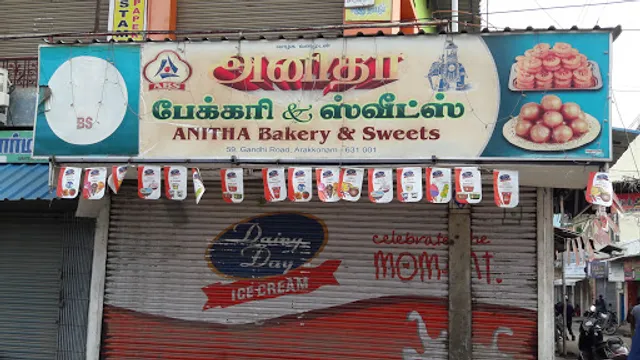 ABS
BS
அனிதா
பேக்கரி & ஸ்வீட்ஸ்
ANITHA Bakery & Sweets
59, Gandhi Road, Arakkonam - 631 001
Dairy
Day
ICE CREAM
celebrate the
MOMENT.